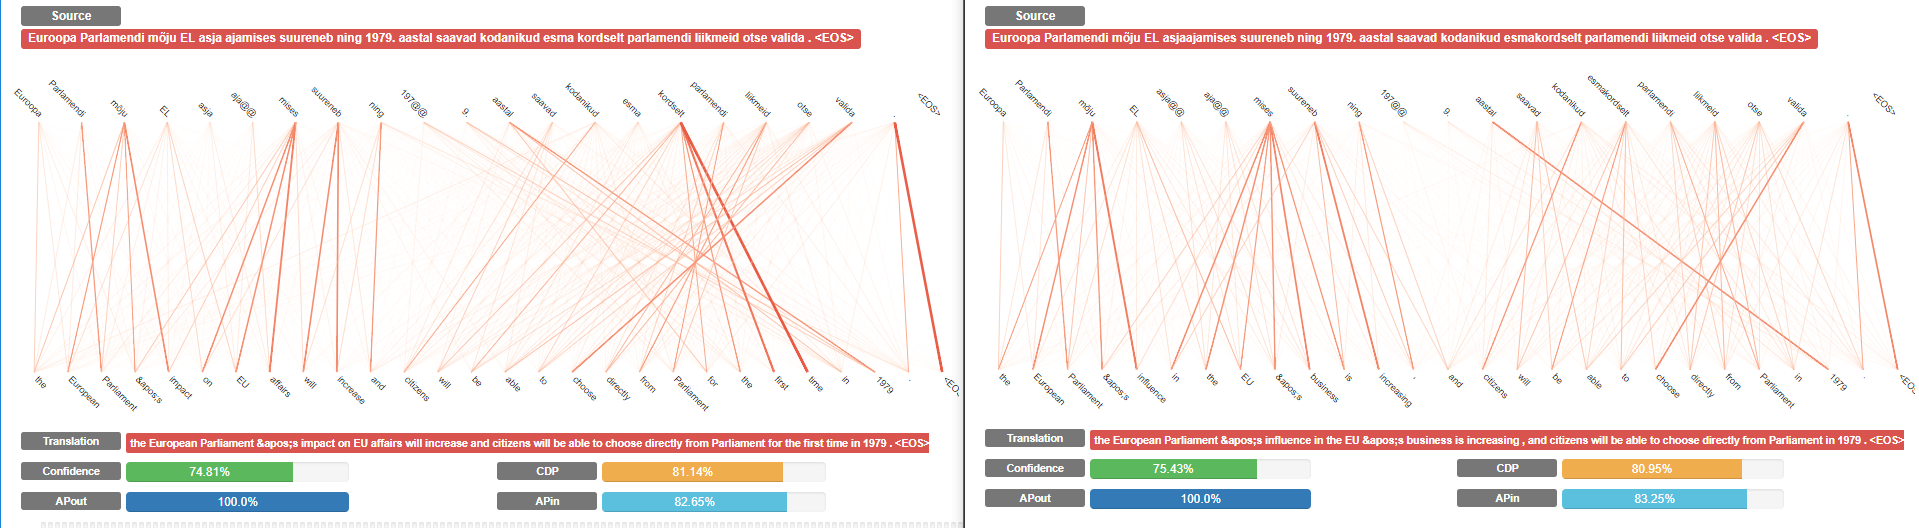 Source
Euroopa Parlamendi mõju EL asja ajamises suureneb ning 1979. aastal saavad kodanikud esma kordselt parlamendi liikmeid otse valida . <EOS>
Euroopa Parlamendi mõju EL asja aja@@ mises suureneb ning 197@@ 9. aastal saavad kodanikud esma kordselt parlamendi liikmeid otse valida . <EOS>
the European Parliament &apos;s impact on EU affairs will increase and citizens will be able to choose directly from Parliament for the first time in 1979 . <EOS
Translation the European Parliament &apos;s impact on EU affairs will increase and citizens will be able to choose directly from Parliament for the first time in 1979 . <EOS>
Confidence 74.81% CDP 81.14%
APout 100.0% APin 82.65%
Source
Euroopa Parlamendi mõju EL asjaajamises suureneb ning 1979. aastal saavad kodanikud esmakordselt parlamendi liikmeid otse valida . <EOS>
Euroopa Parlamendi mõju EL asja@@ aja@@ mises suureneb ning 197@@ 9. aastal saavad kodanikud esmakordselt parlamendi liikmeid otse valida . <EOS>
the European Parliament &apos;s influence in the EU &apos;s business is increasing , and citizens will be able to choose directly from Parliament in 1979 . <EO
Translation the European Parliament &apos;s influence in the EU &apos;s business is increasing , and citizens will be able to choose directly from Parliament in 1979 . <EOS>
Confidence 75.43% CDP 80.95%
APout 100.0% APin 83.25%